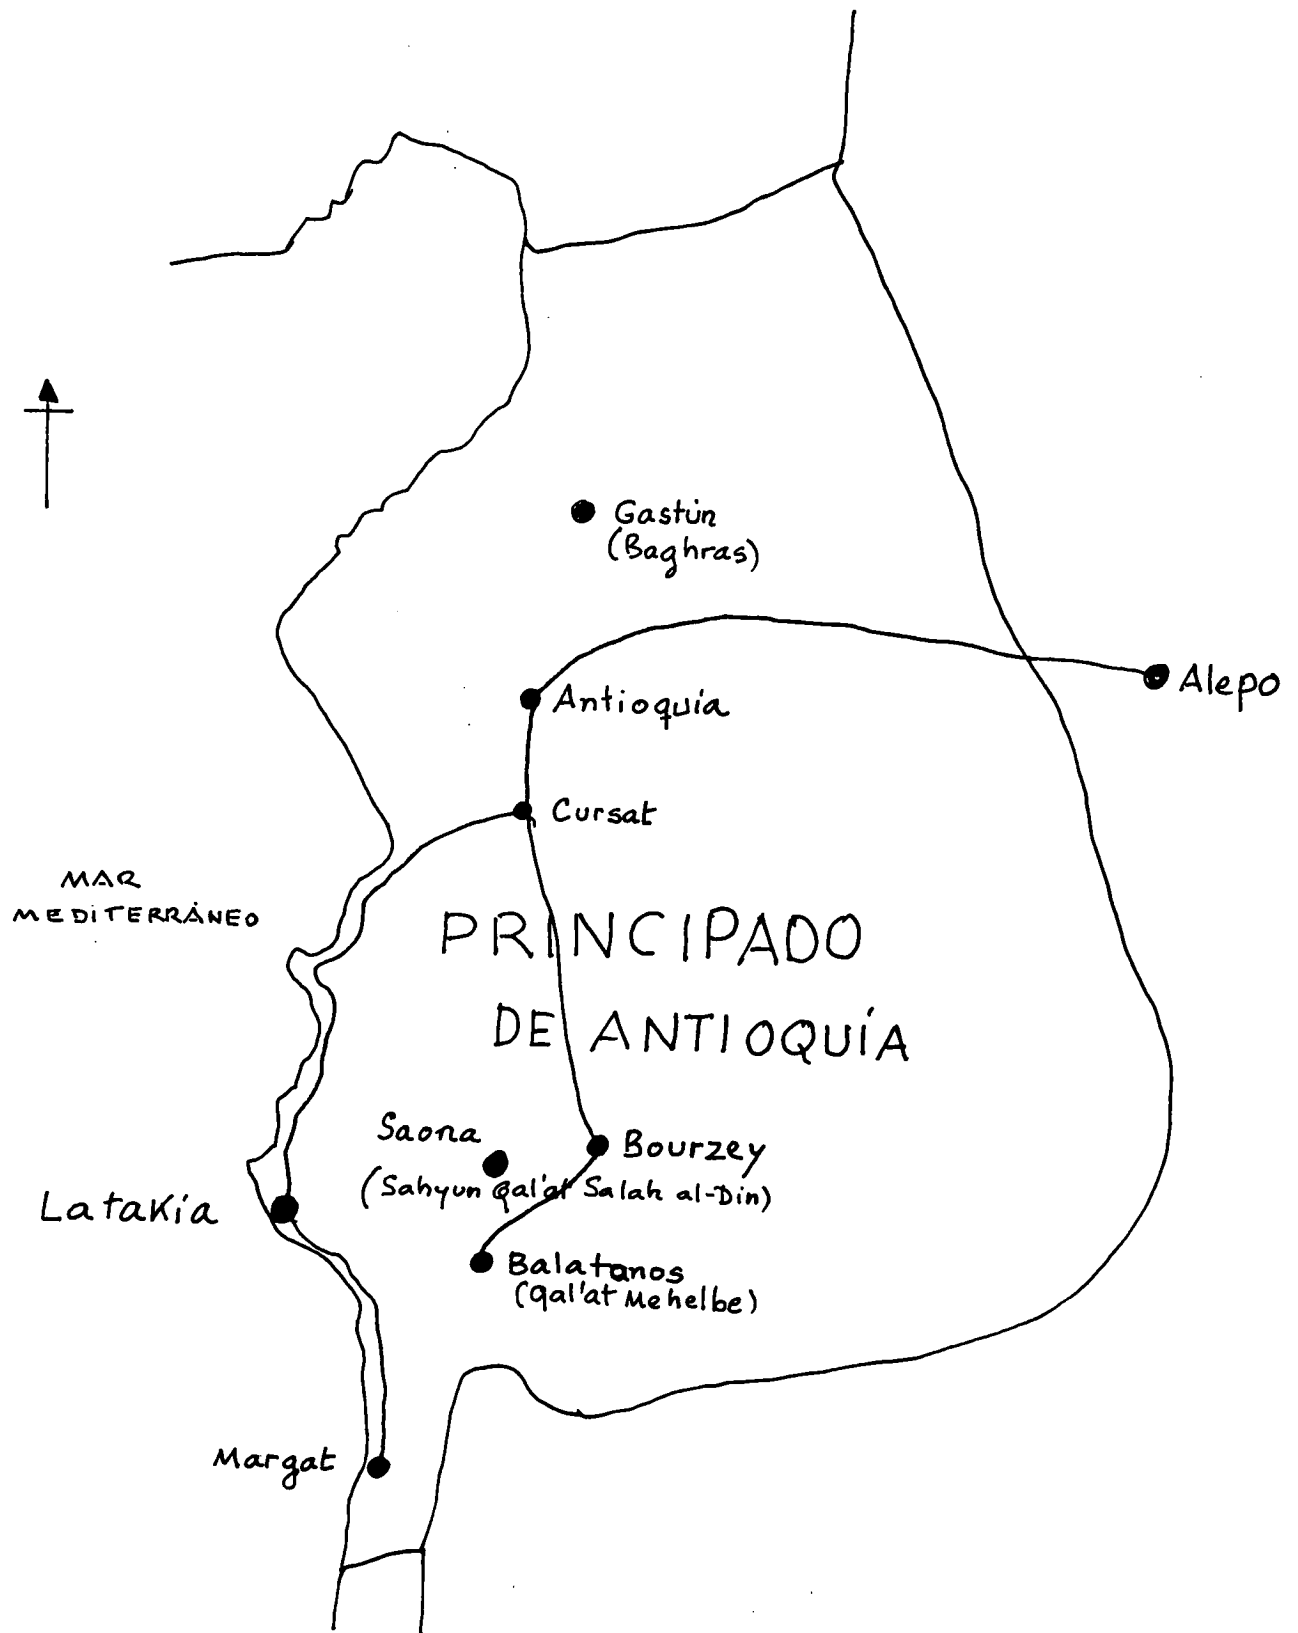 Gastún
(Baghras)
Alepo
Antioquía
Cursat
MAR
MEDITERRÁNEO
PRINCIPADO
DE ANTIOQUÍA
Saona
Bourzey
(Sahyun qal'at Salah al-Din)
Latakía
Balatanos
(qal'at Mehelbe)
Margat